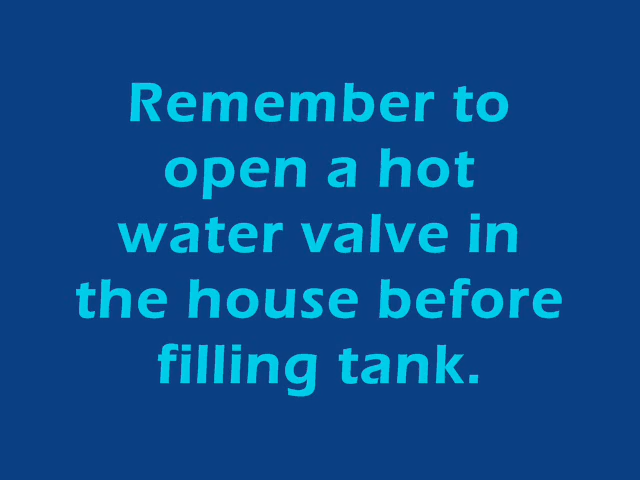 Remember to
open a hot
water valve in
the house before
filling tank.